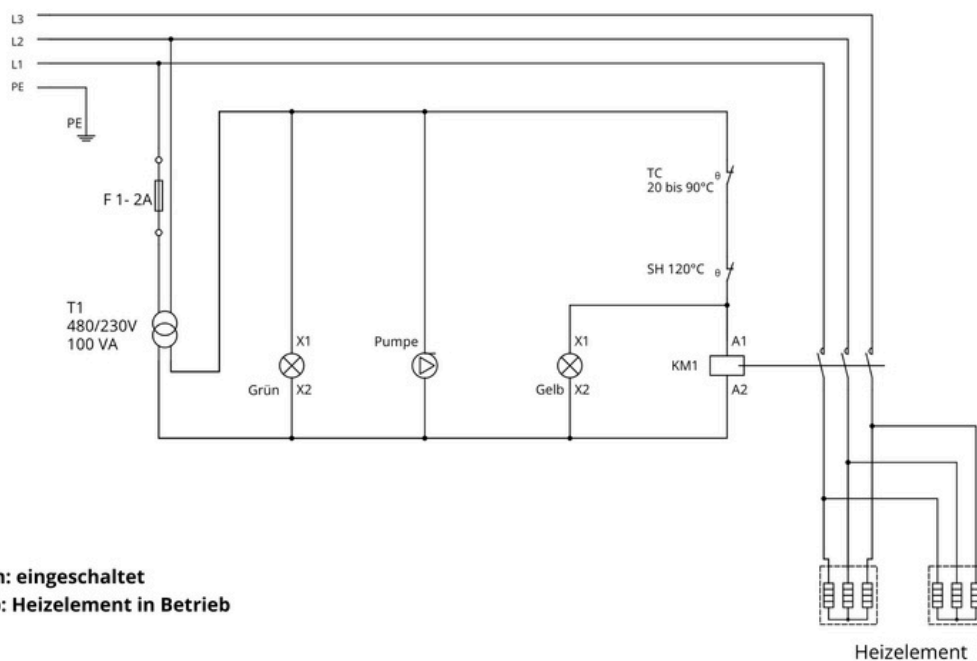 L3
L2
L1
PE
PE
F 1- 2A
T1
480/230V
100 VA
X1
Grün
X2
Pumpe
TC
20 bis 90°C
θ
SH 120°C
θ
X1
Gelb
X2
A1
KM1
A2
: eingeschaltet
: Heizelement in Betrieb
Heizelement